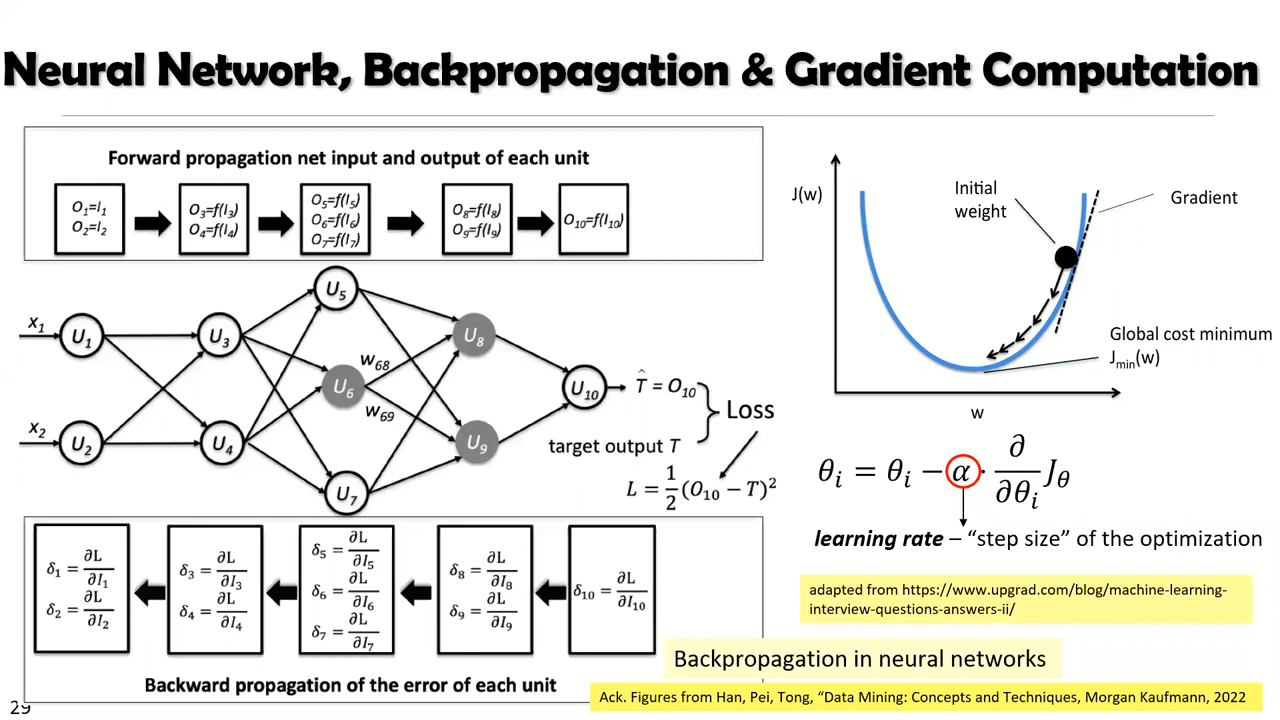 Neural Network, Backpropagation & Gradient Computation
Forward propagation net input and output of each unit
O₁=I₁
O₂=I₂
O₃=f(I₃)
O₄=f(I₄)
O₅=f(I₅)
O₆=f(I₆)
O₇=f(I₇)
O₈=f(I₈)
O₉=f(I₉)
O₁₀=f(I₁₀)
x₁
x₂
U₁
U₂
U₃
U₄
U₅
U₆
U₇
w₆₈
w₆₉
U₈
U₉
U₁₀
T̂ = O₁₀
target output T
Loss
L = 1/2 (O₁₀ − T)²
δ₁ = ∂L/∂I₁
δ₂ = ∂L/∂I₂
δ₃ = ∂L/∂I₃
δ₄ = ∂L/∂I₄
δ₅ = ∂L/∂I₅
δ₆ = ∂L/∂I₆
δ₇ = ∂L/∂I₇
δ₈ = ∂L/∂I₈
δ₉ = ∂L/∂I₉
δ₁₀ = ∂L/∂I₁₀
Backward propagation of the error of each unit
J(w)
Initial
weight
Gradient
Global cost minimum
Jmin(w)
w
θᵢ = θᵢ − α · ∂/∂θᵢ J_θ
learning rate – “step size” of the optimization
adapted from https://www.upgrad.com/blog/machine-learning-
interview-questions-answers-ii/
Backpropagation in neural networks
Ack. Figures from Han, Pei, Tong, “Data Mining: Concepts and Techniques, Morgan Kaufmann, 2022
29